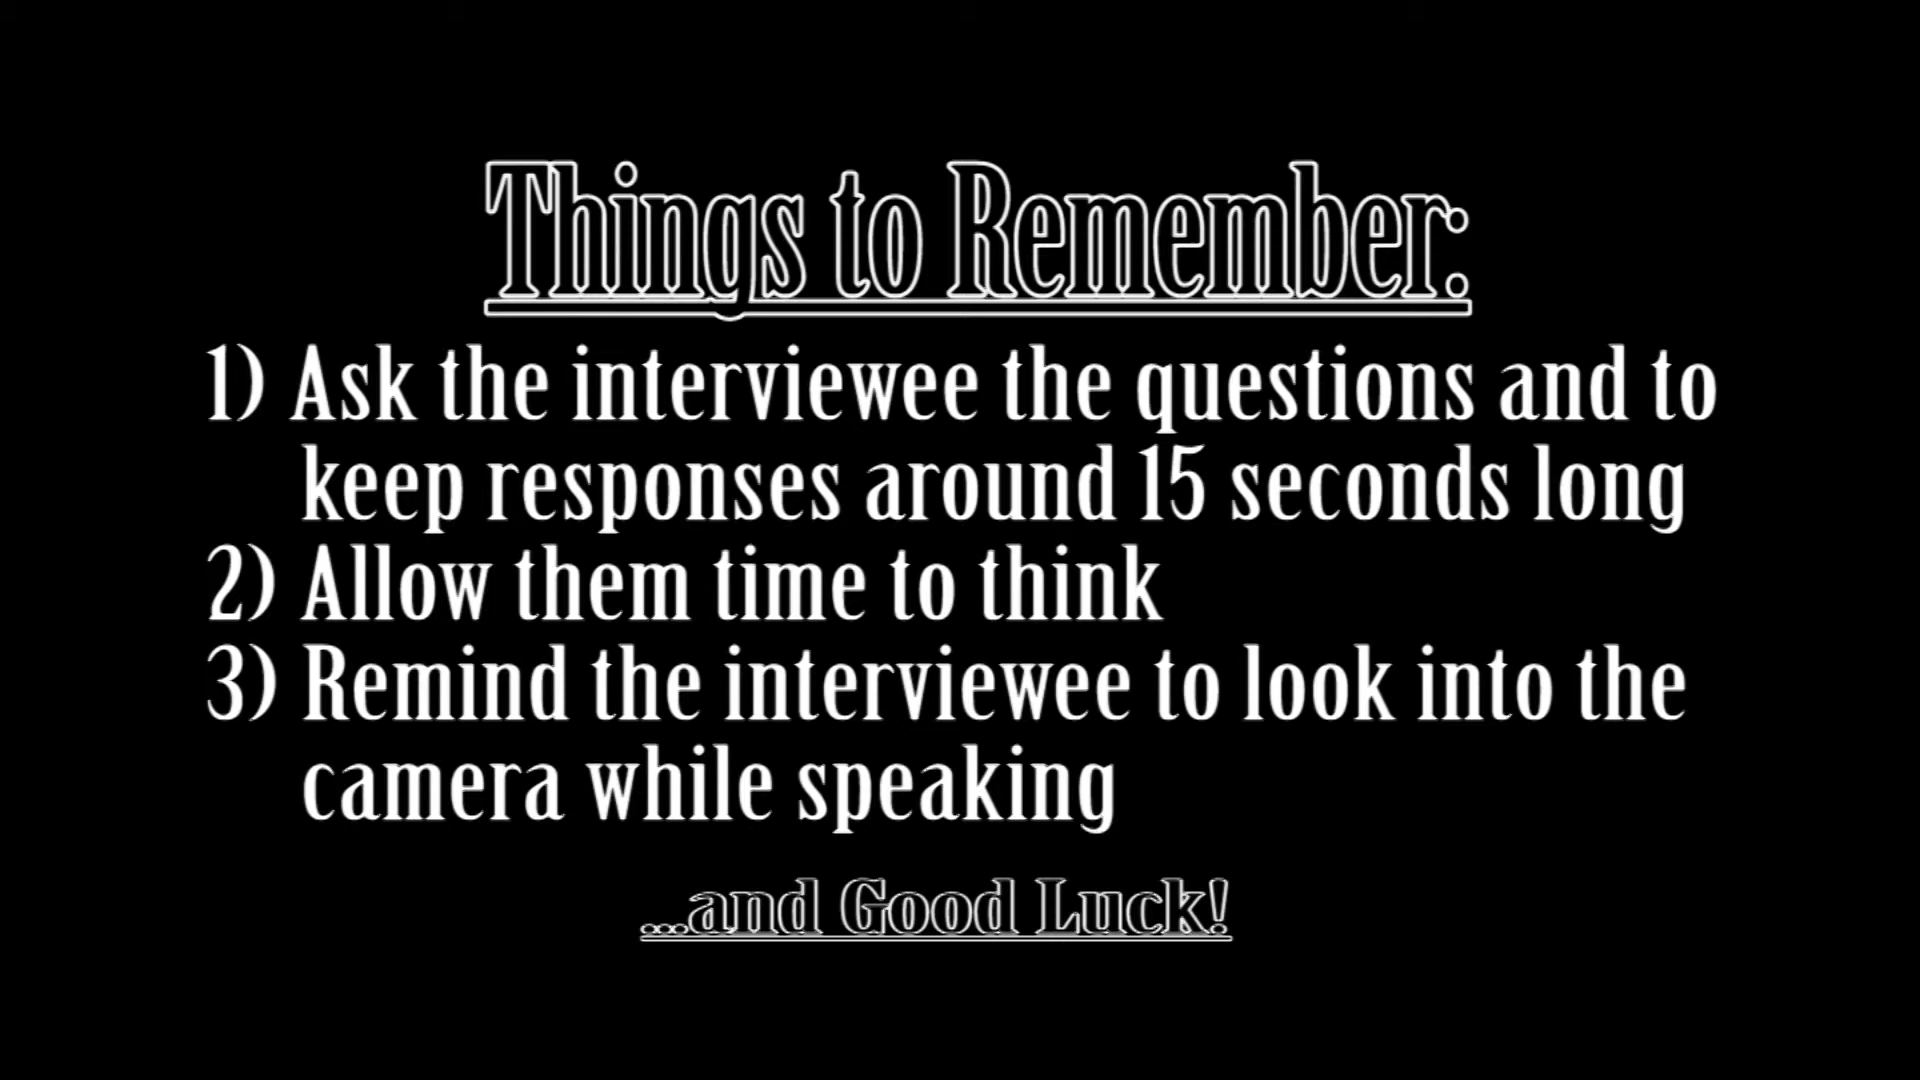 Things to Remember:
1) Ask the interviewee the questions and to
keep responses around 15 seconds long
2) Allow them time to think
3) Remind the interviewee to look into the
camera while speaking
...and Good Luck!